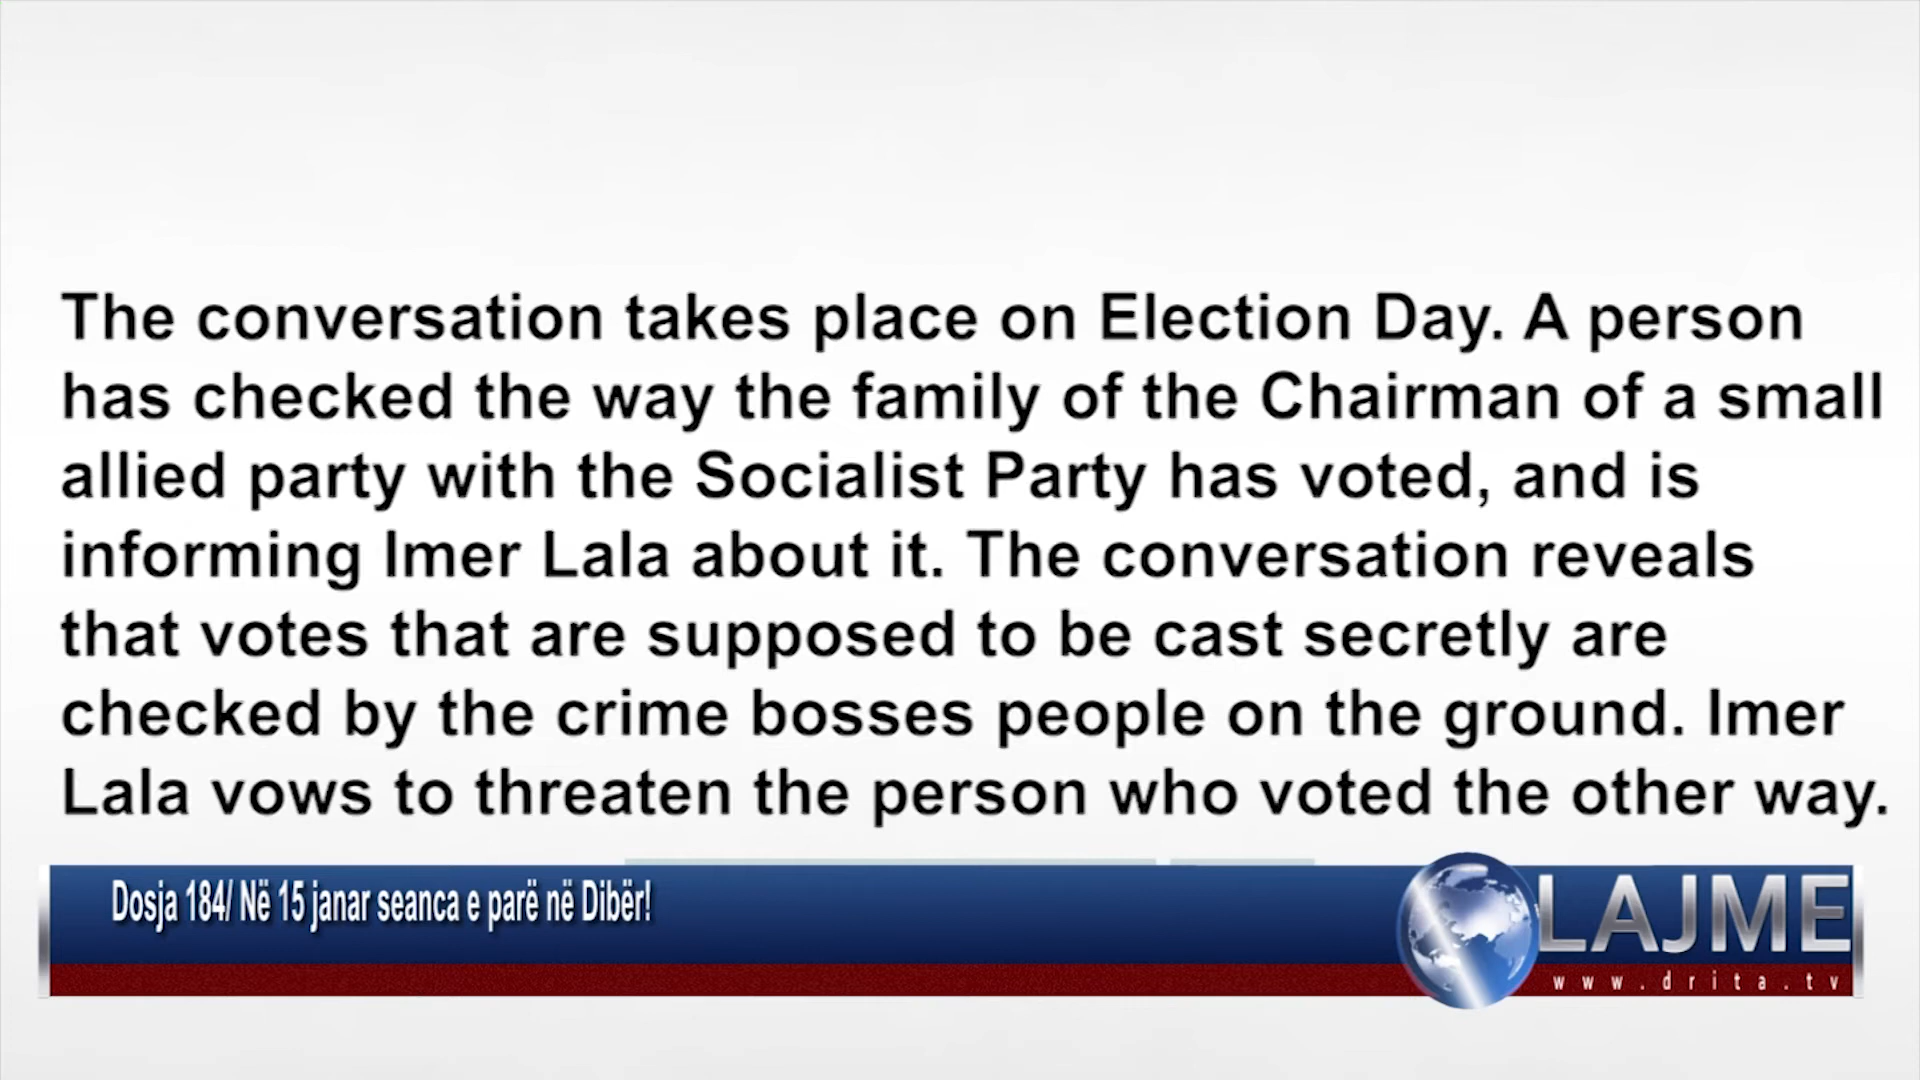 The conversation takes place on Election Day. A person
has checked the way the family of the Chairman of a small
allied party with the Socialist Party has voted, and is
informing Imer Lala about it. The conversation reveals
that votes that are supposed to be cast secretly are
checked by the crime bosses people on the ground. Imer
Lala vows to threaten the person who voted the other way.
Dosja 184/ Në 15 janar seanca e parë në Dibër!
LAJME
www.drita.tv